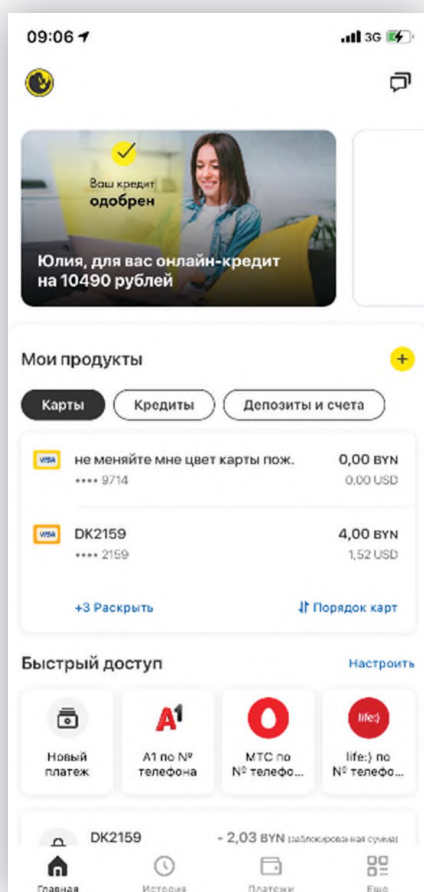 09:06
3G
Ваш кредит
одобрен
Юлия, для вас онлайн-кредит
на 10490 рублей
Мои продукты
+
Карты
Кредиты
Депозиты и счета
VISA не меняйте мне цвет карты пож. 0,00 BYN
•••• 9714 0,00 USD
VISA DK2159 4,00 BYN
•••• 2159 1,52 USD
+3 Раскрыть
Порядок карт
Быстрый доступ Настроить
A1
life:)
Новый платеж
А1 по № телефона
МТС по № телефо...
life:) по № телефо...
DK2159 - 2,03 BYN (заблокированная сумма)
Главная
История
Платежи
Еще